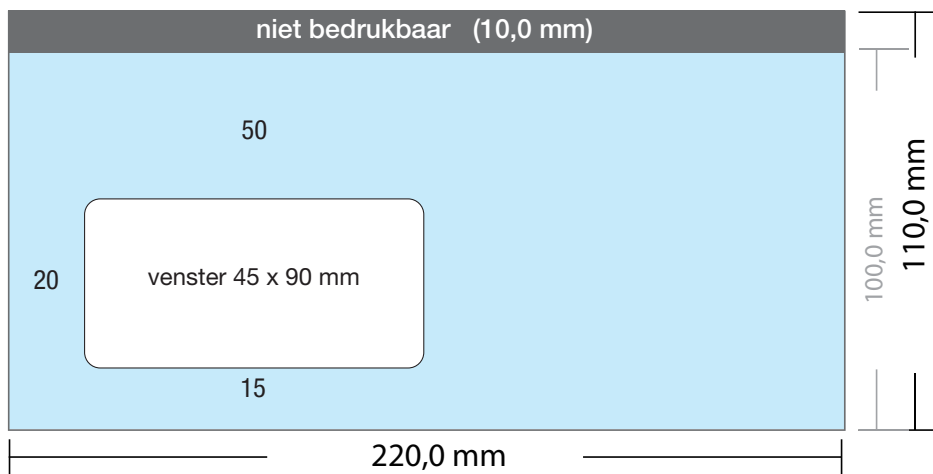 niet bedrukbaar (10,0 mm)
50
20
venster 45 x 90 mm
15
100,0 mm
110,0 mm
220,0 mm